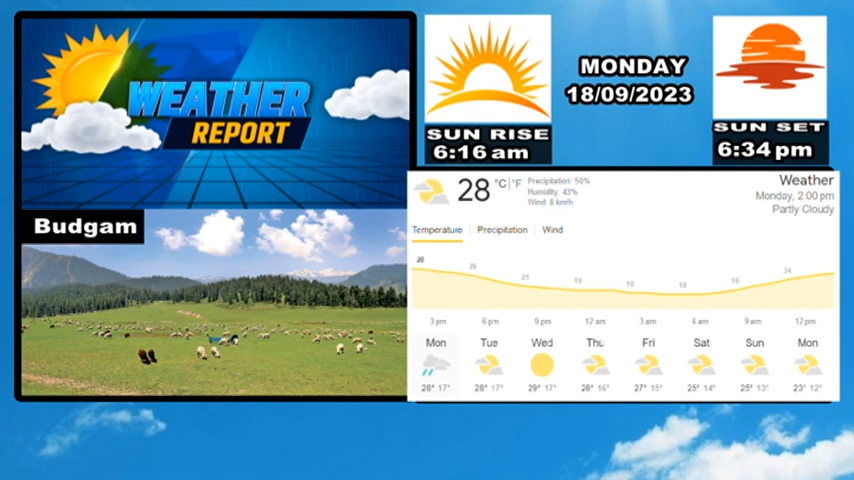 WEATHER
REPORT
SUN RISE
6:16 am
MONDAY
18/09/2023
SUN SET
6:34 pm
Budgam
28 °C | °F
Precipitation: 50%
Humidity: 43%
Wind: 8 km/h
Weather
Monday, 2:00 pm
Partly Cloudy
Temperature | Precipitation | Wind
28 26 21 19 18 18 19 24
3 pm 6 pm 9 pm 12 am 3 am 6 am 9 am 12 pm
Mon Tue Wed Thu Fri Sat Sun Mon
28° 17° 28° 17° 29° 17° 28° 16° 27° 15° 25° 14° 25° 13° 23° 12°